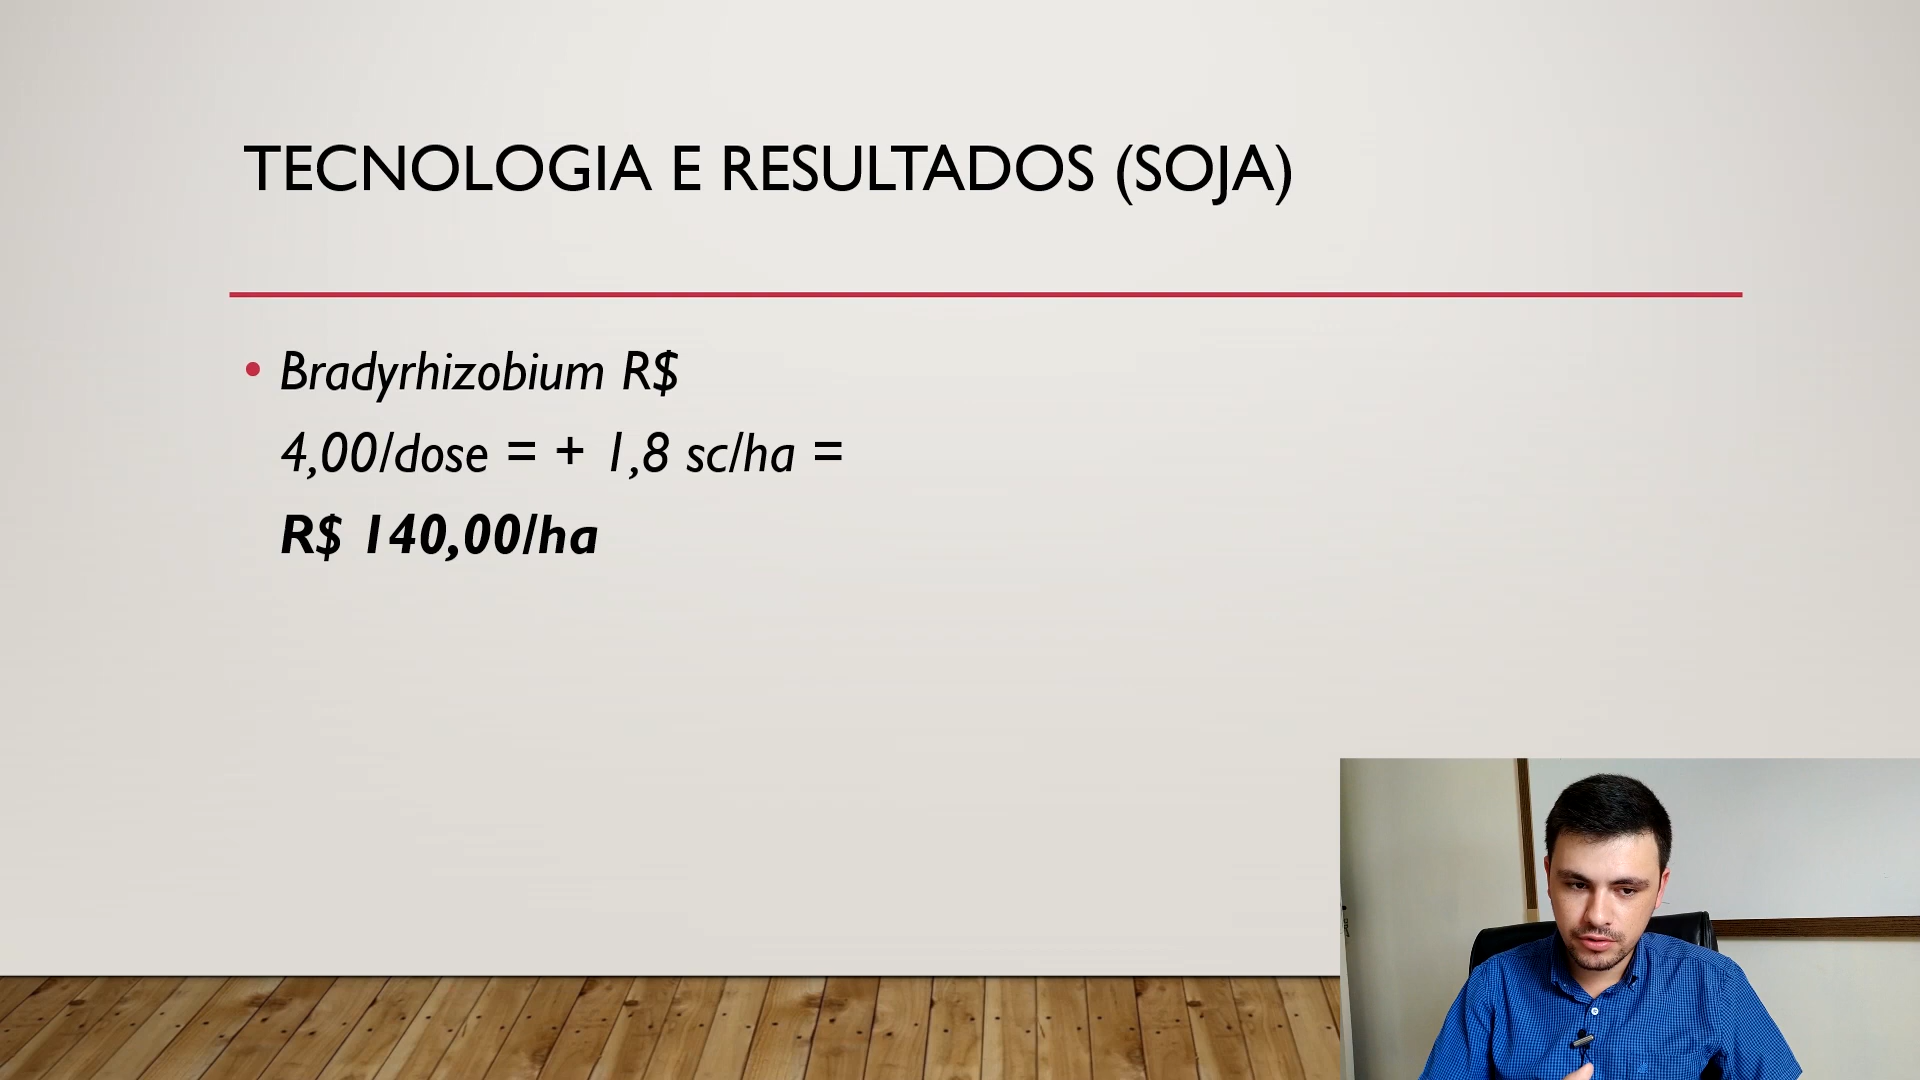 TECNOLOGIA E RESULTADOS (SOJA)
• Bradyrhizobium R$
4,00/dose = + 1,8 sc/ha =
R$ 140,00/ha